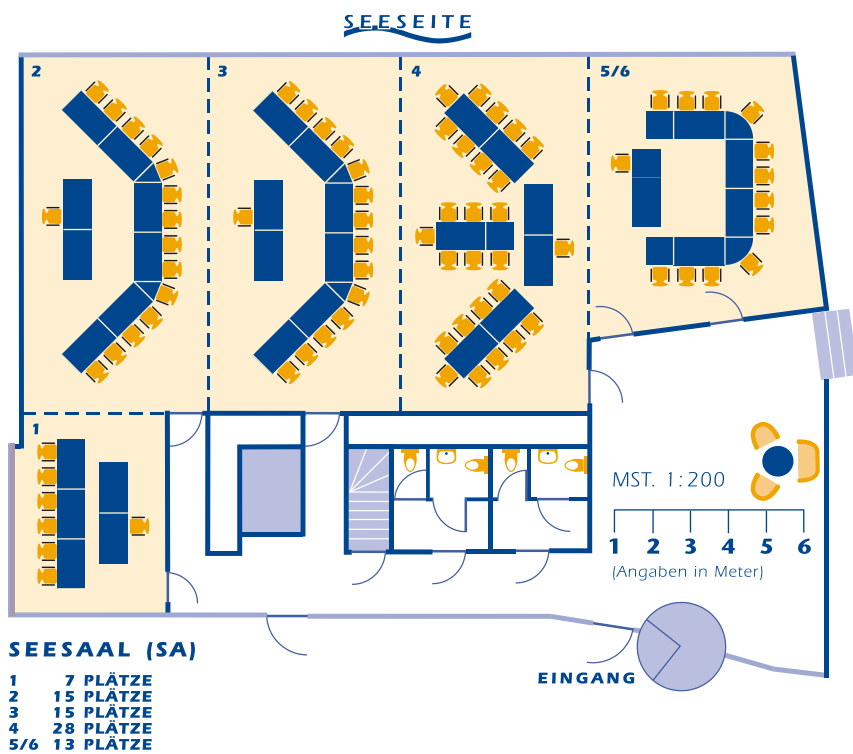 SEESEITE
2
3
4
5/6
1
MST. 1:200
1 2 3 4 5 6
(Angaben in Meter)
EINGANG
SEESAAL (SA)
1 7 PLÄTZE
2 15 PLÄTZE
3 15 PLÄTZE
4 28 PLÄTZE
5/6 13 PLÄTZE